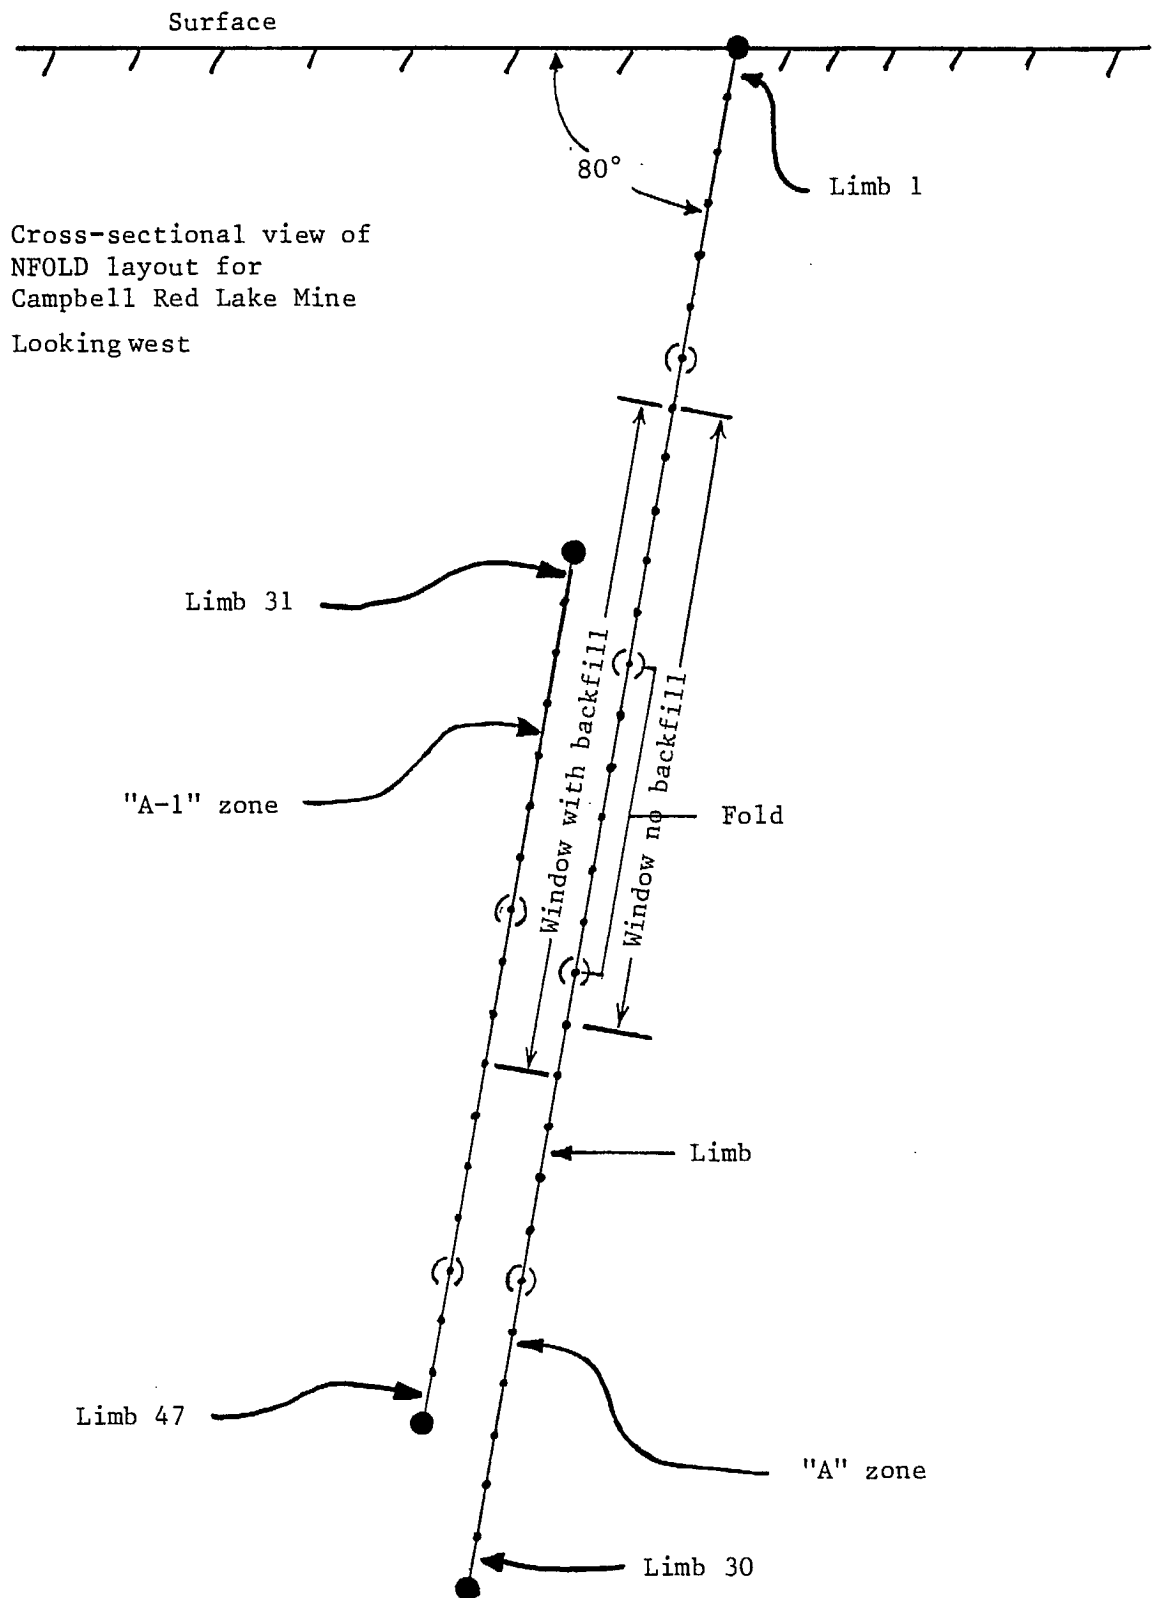 Surface
80°
Limb 1
Cross-sectional view of
NFOLD layout for
Campbell Red Lake Mine
Looking west
Limb 31
"A-1" zone
Window with backfill
Window no backfill
Fold
Limb
Limb 47
"A" zone
Limb 30